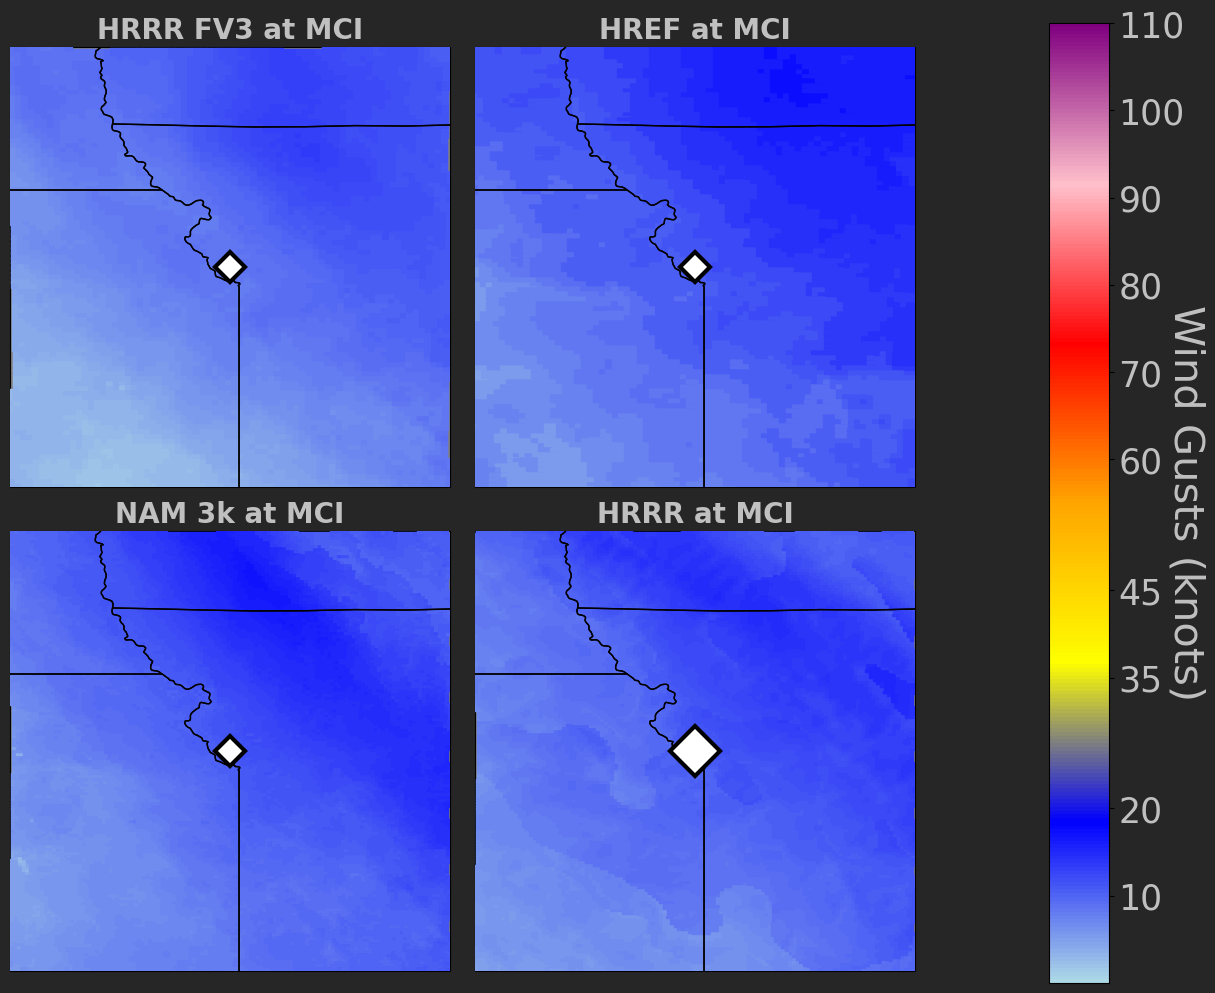 HRRR FV3 at MCI
HREF at MCI
NAM 3k at MCI
HRRR at MCI
110
100
90
80
70
60
45
35
20
10
Wind Gusts (knots)